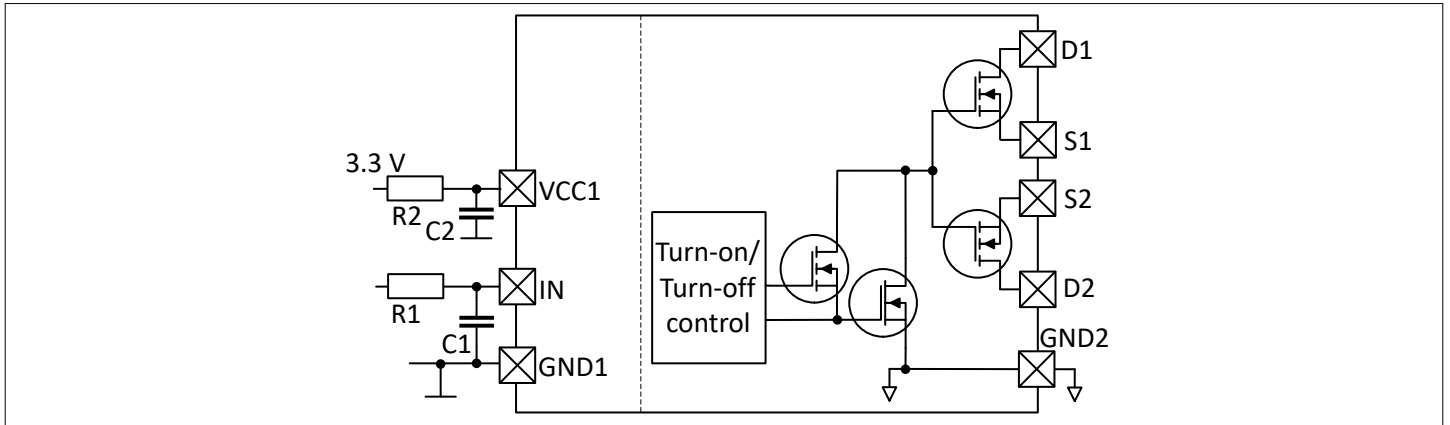 D1
S1
3.3 V
VCC1
S2
R2
C2
Turn-on/
Turn-off
control
IN
D2
R1
C1
GND2
GND1